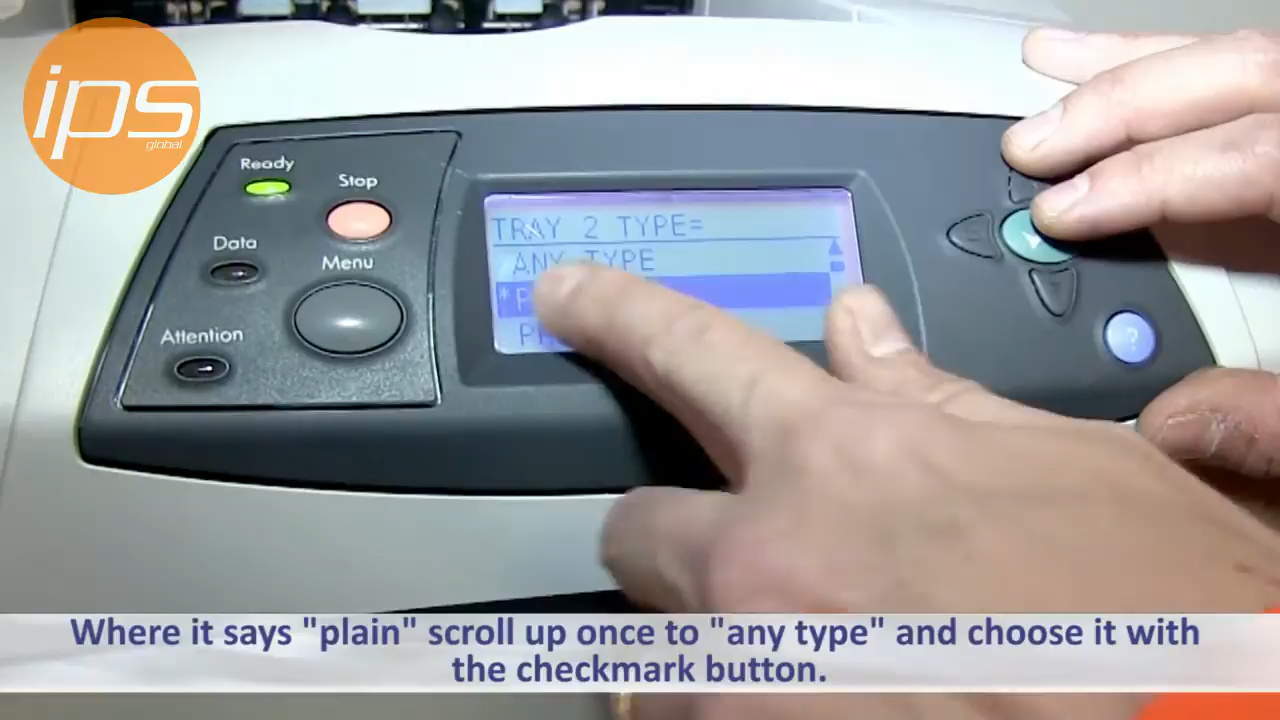 ips
global
Ready
Stop
Data
Menu
Attention
TRAY 2 TYPE=
ANY TYPE
?
Where it says "plain" scroll up once to "any type" and choose it with
the checkmark button.